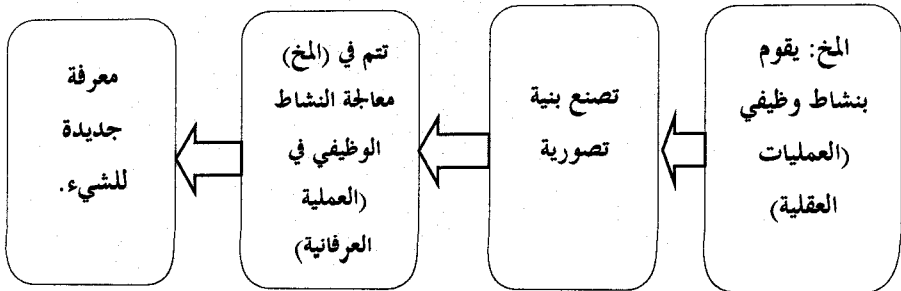 المخ: يقوم
بنشاط وظيفي
(العمليات
العقلية)
تصنع بنية
تصورية
تتم في (المخ)
معالجة النشاط
الوظيفي في
(العملية
العرفانية)
معرفة
جديدة
للشيء.